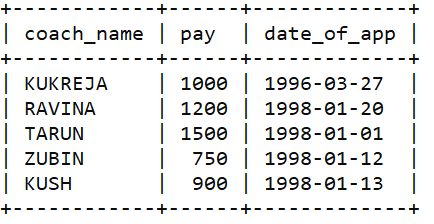 +------------+------+-------------+
| coach_name | pay  | date_of_app |
+------------+------+-------------+
| KUKREJA    | 1000 | 1996-03-27  |
| RAVINA     | 1200 | 1998-01-20  |
| TARUN      | 1500 | 1998-01-01  |
| ZUBIN      |  750 | 1998-01-12  |
| KUSH       |  900 | 1998-01-13  |
+------------+------+-------------+